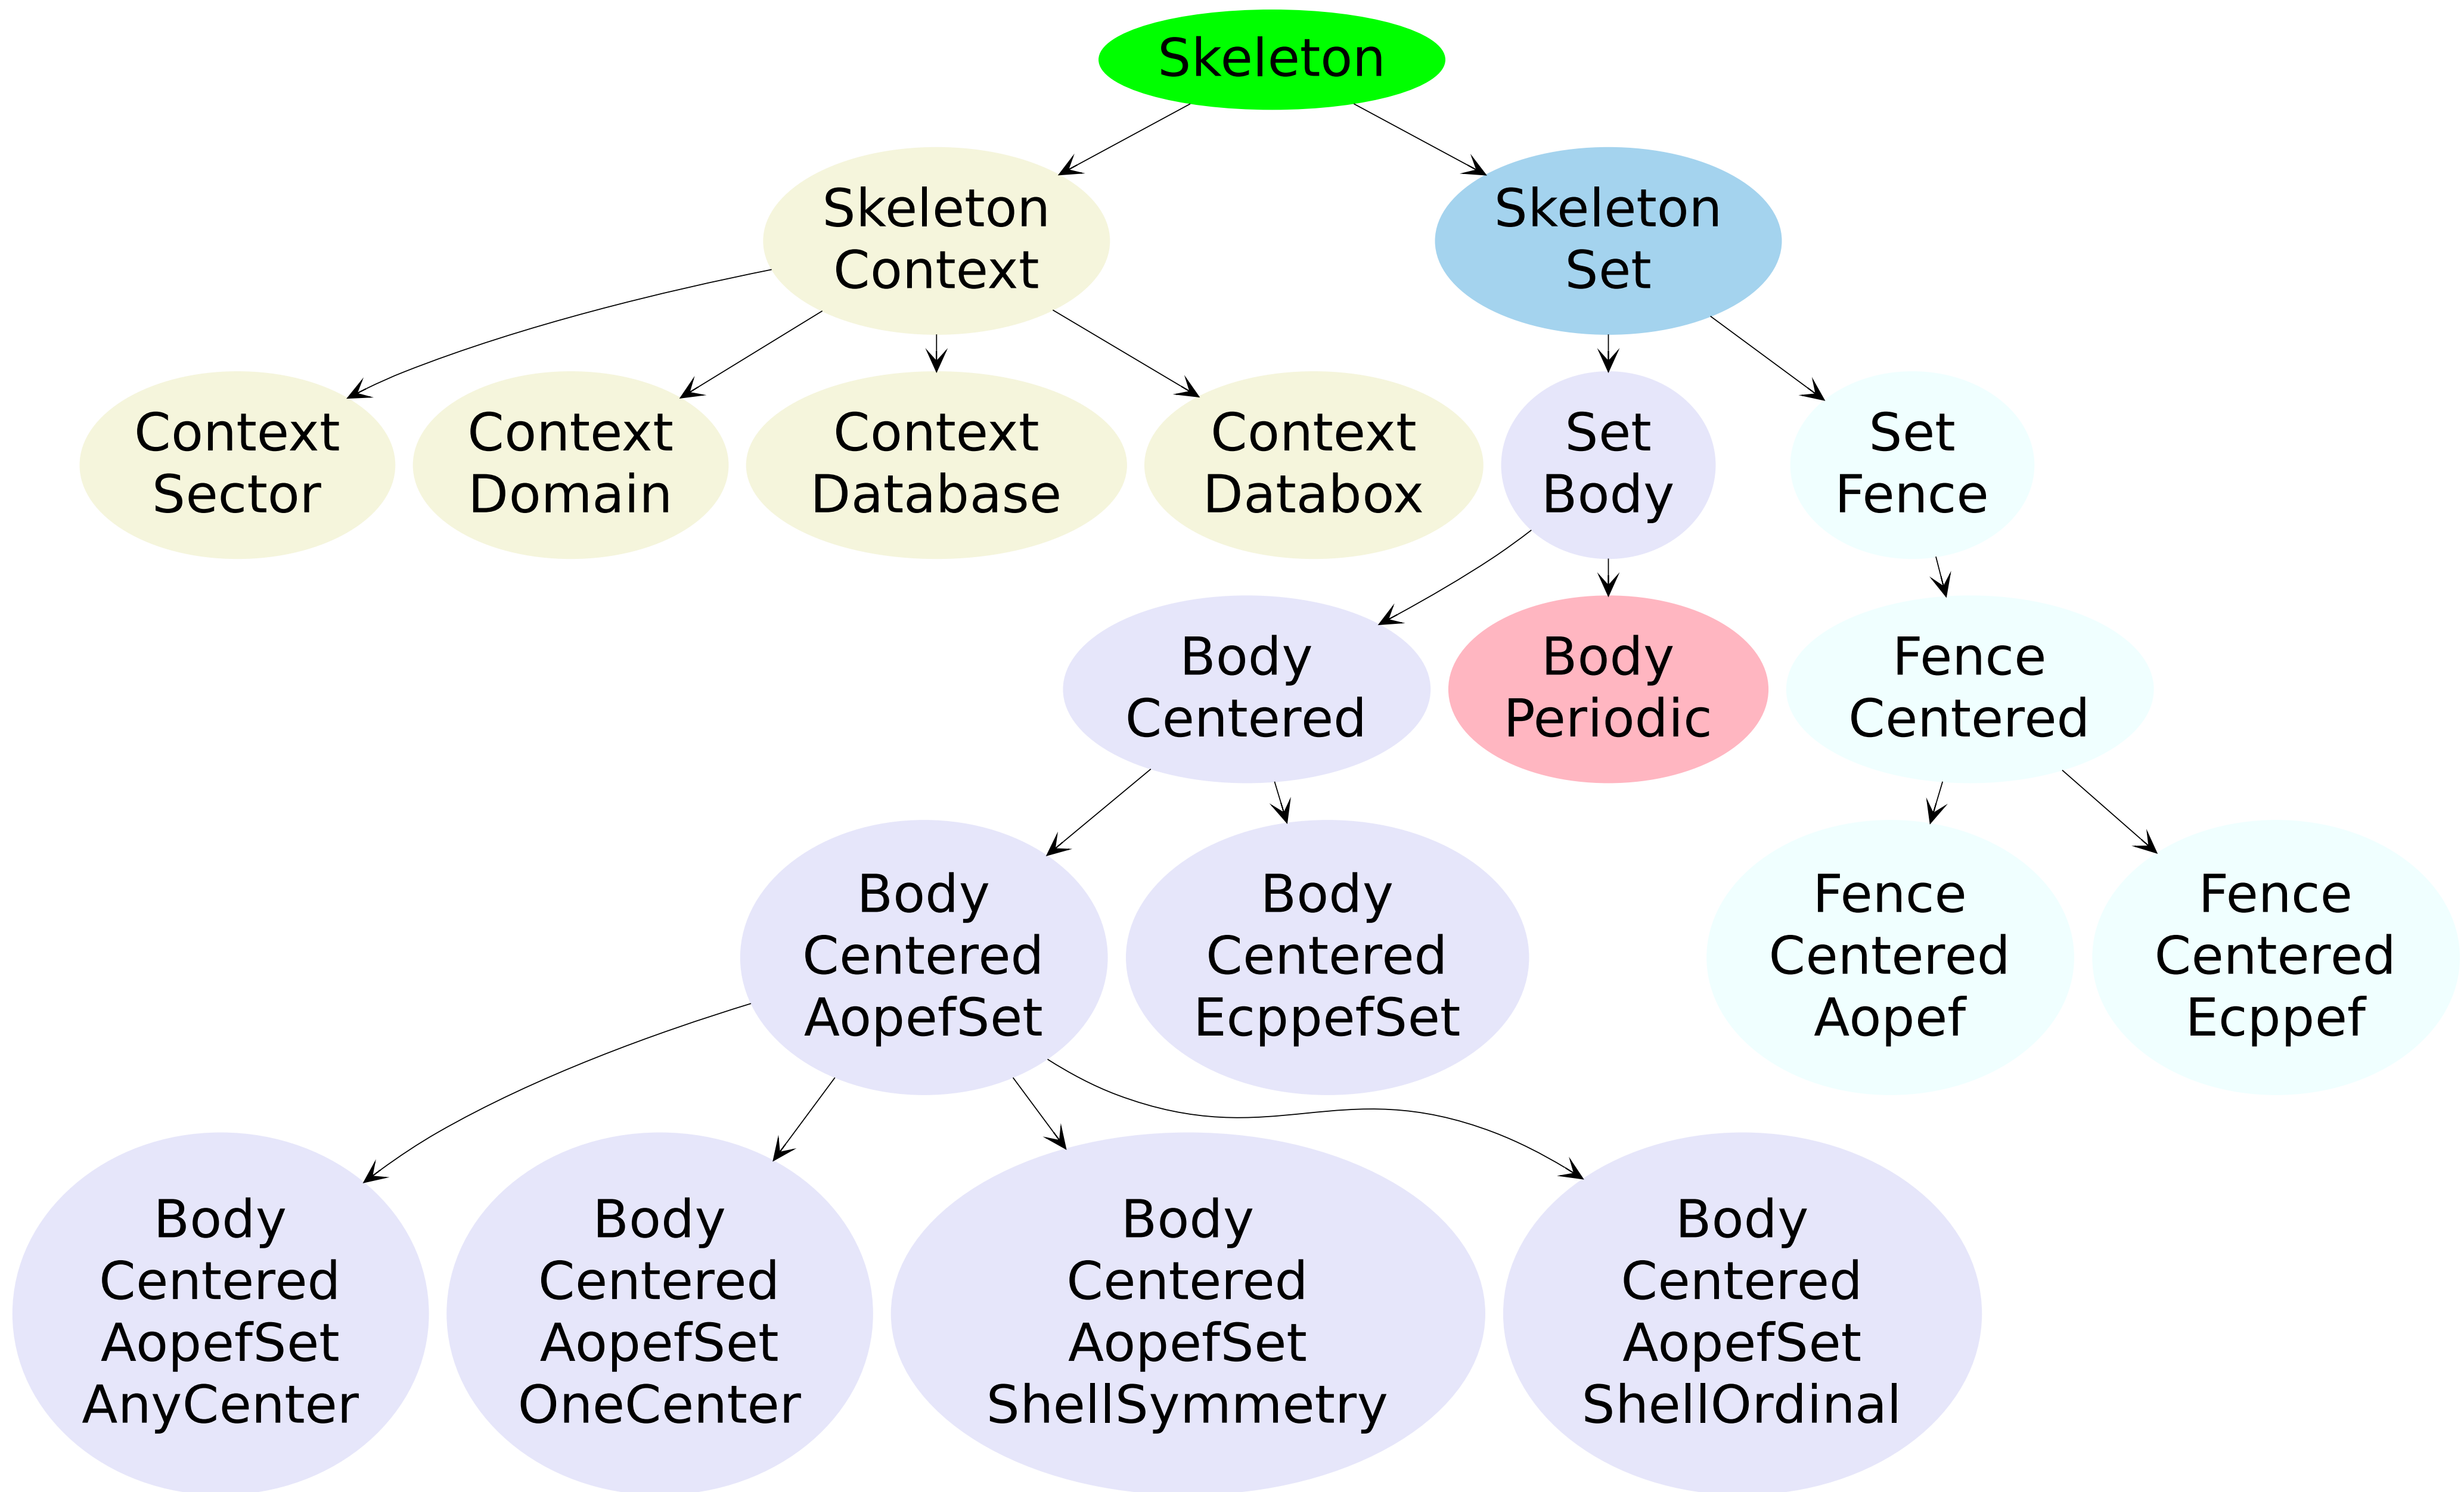 Skeleton
Skeleton
Context
Skeleton
Set
Context
Sector
Context
Domain
Context
Database
Context
Databox
Set
Body
Set
Fence
Body
Centered
Body
Periodic
Fence
Centered
Body
Centered
AopefSet
Body
Centered
EcppefSet
Fence
Centered
Aopef
Fence
Centered
Ecppef
Body
Centered
AopefSet
AnyCenter
Body
Centered
AopefSet
OneCenter
Body
Centered
AopefSet
ShellSymmetry
Body
Centered
AopefSet
ShellOrdinal